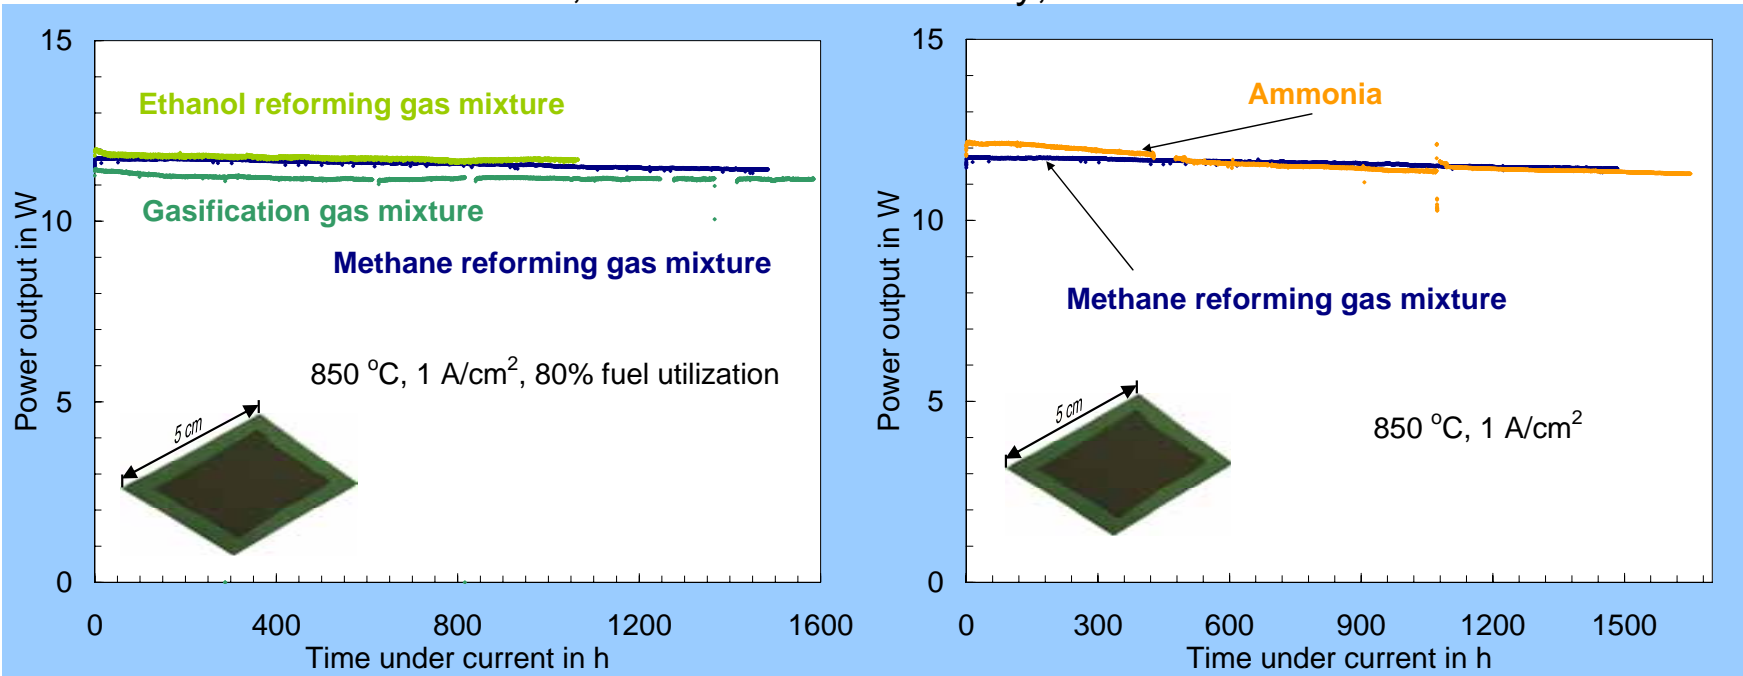 15
Ethanol reforming gas mixture
Gasification gas mixture
Methane reforming gas mixture
850 °C, 1 A/cm², 80% fuel utilization
5 cm
10
5
0
Power output in W
0 400 800 1200 1600
Time under current in h
15
Ammonia
Methane reforming gas mixture
850 °C, 1 A/cm²
5 cm
10
5
0
Power output in W
0 300 600 900 1200 1500
Time under current in h